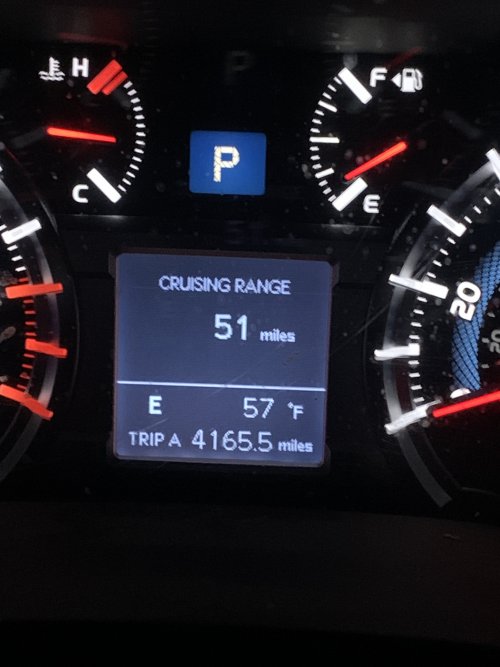 H
F
P
C
E
CRUISING RANGE
51 miles
20
E 57 °F
TRIP A 4165.5 miles